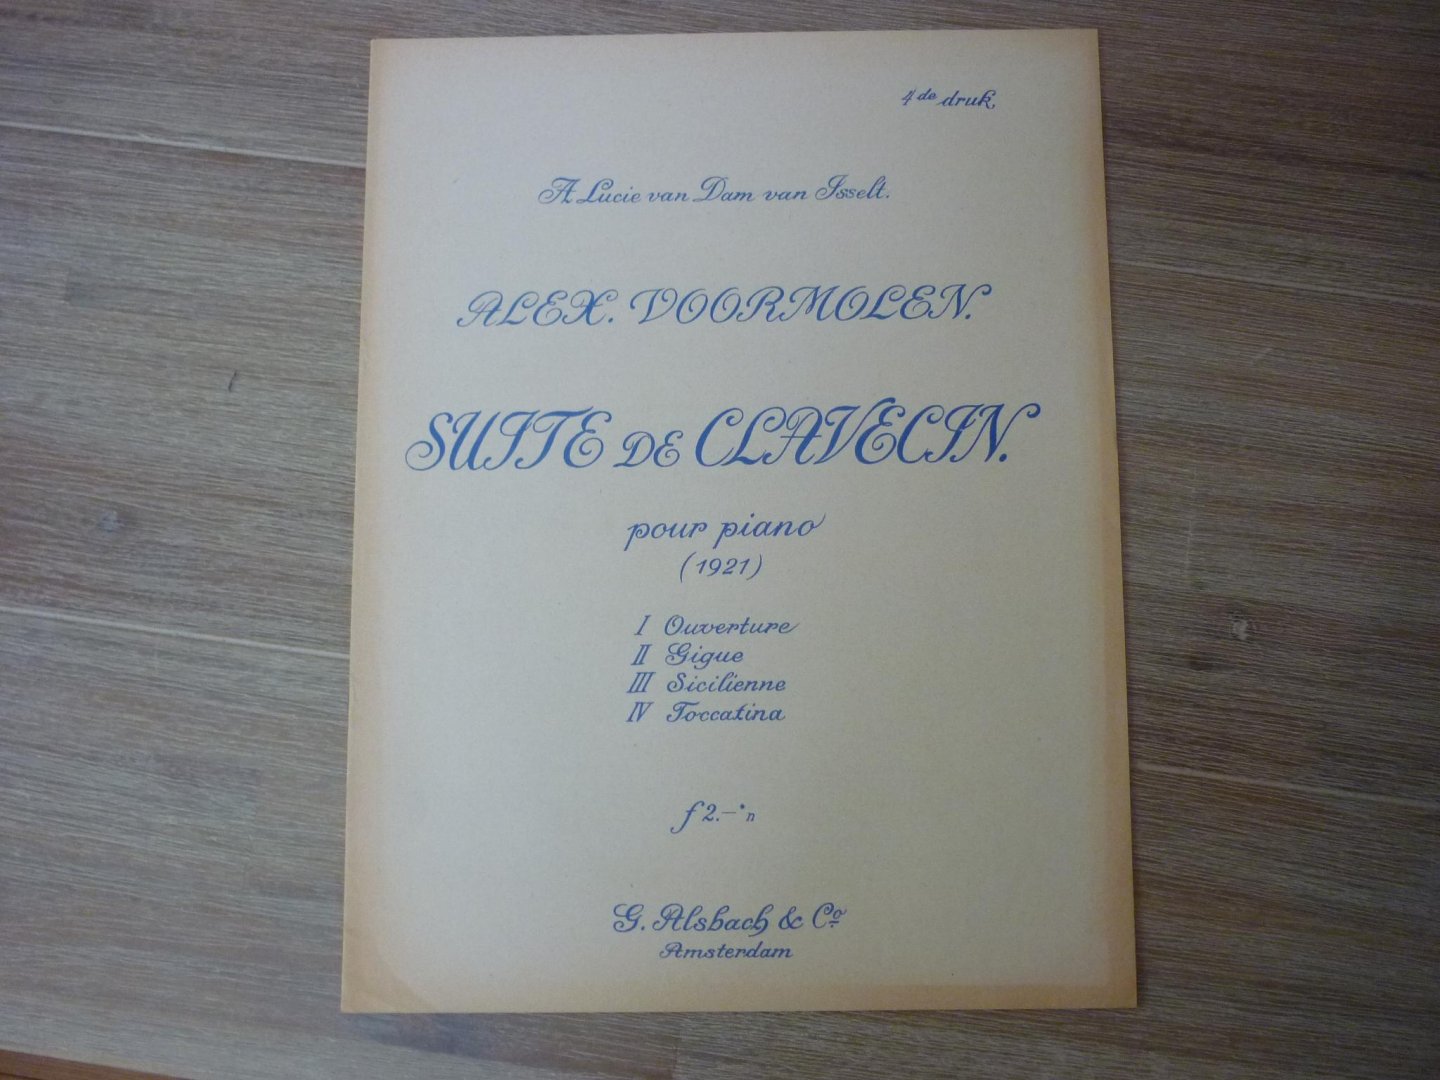 4de druk
A Lucie van Dam van Isselt.
ALEX. VOORMOLEN.
SUITE DE CLAVECIN.
pour piano
(1921)
I Ouverture
II Gigue
III Sicilienne
IV Toccatina
f 2.-*n
G. Alsbach & Co
Amsterdam